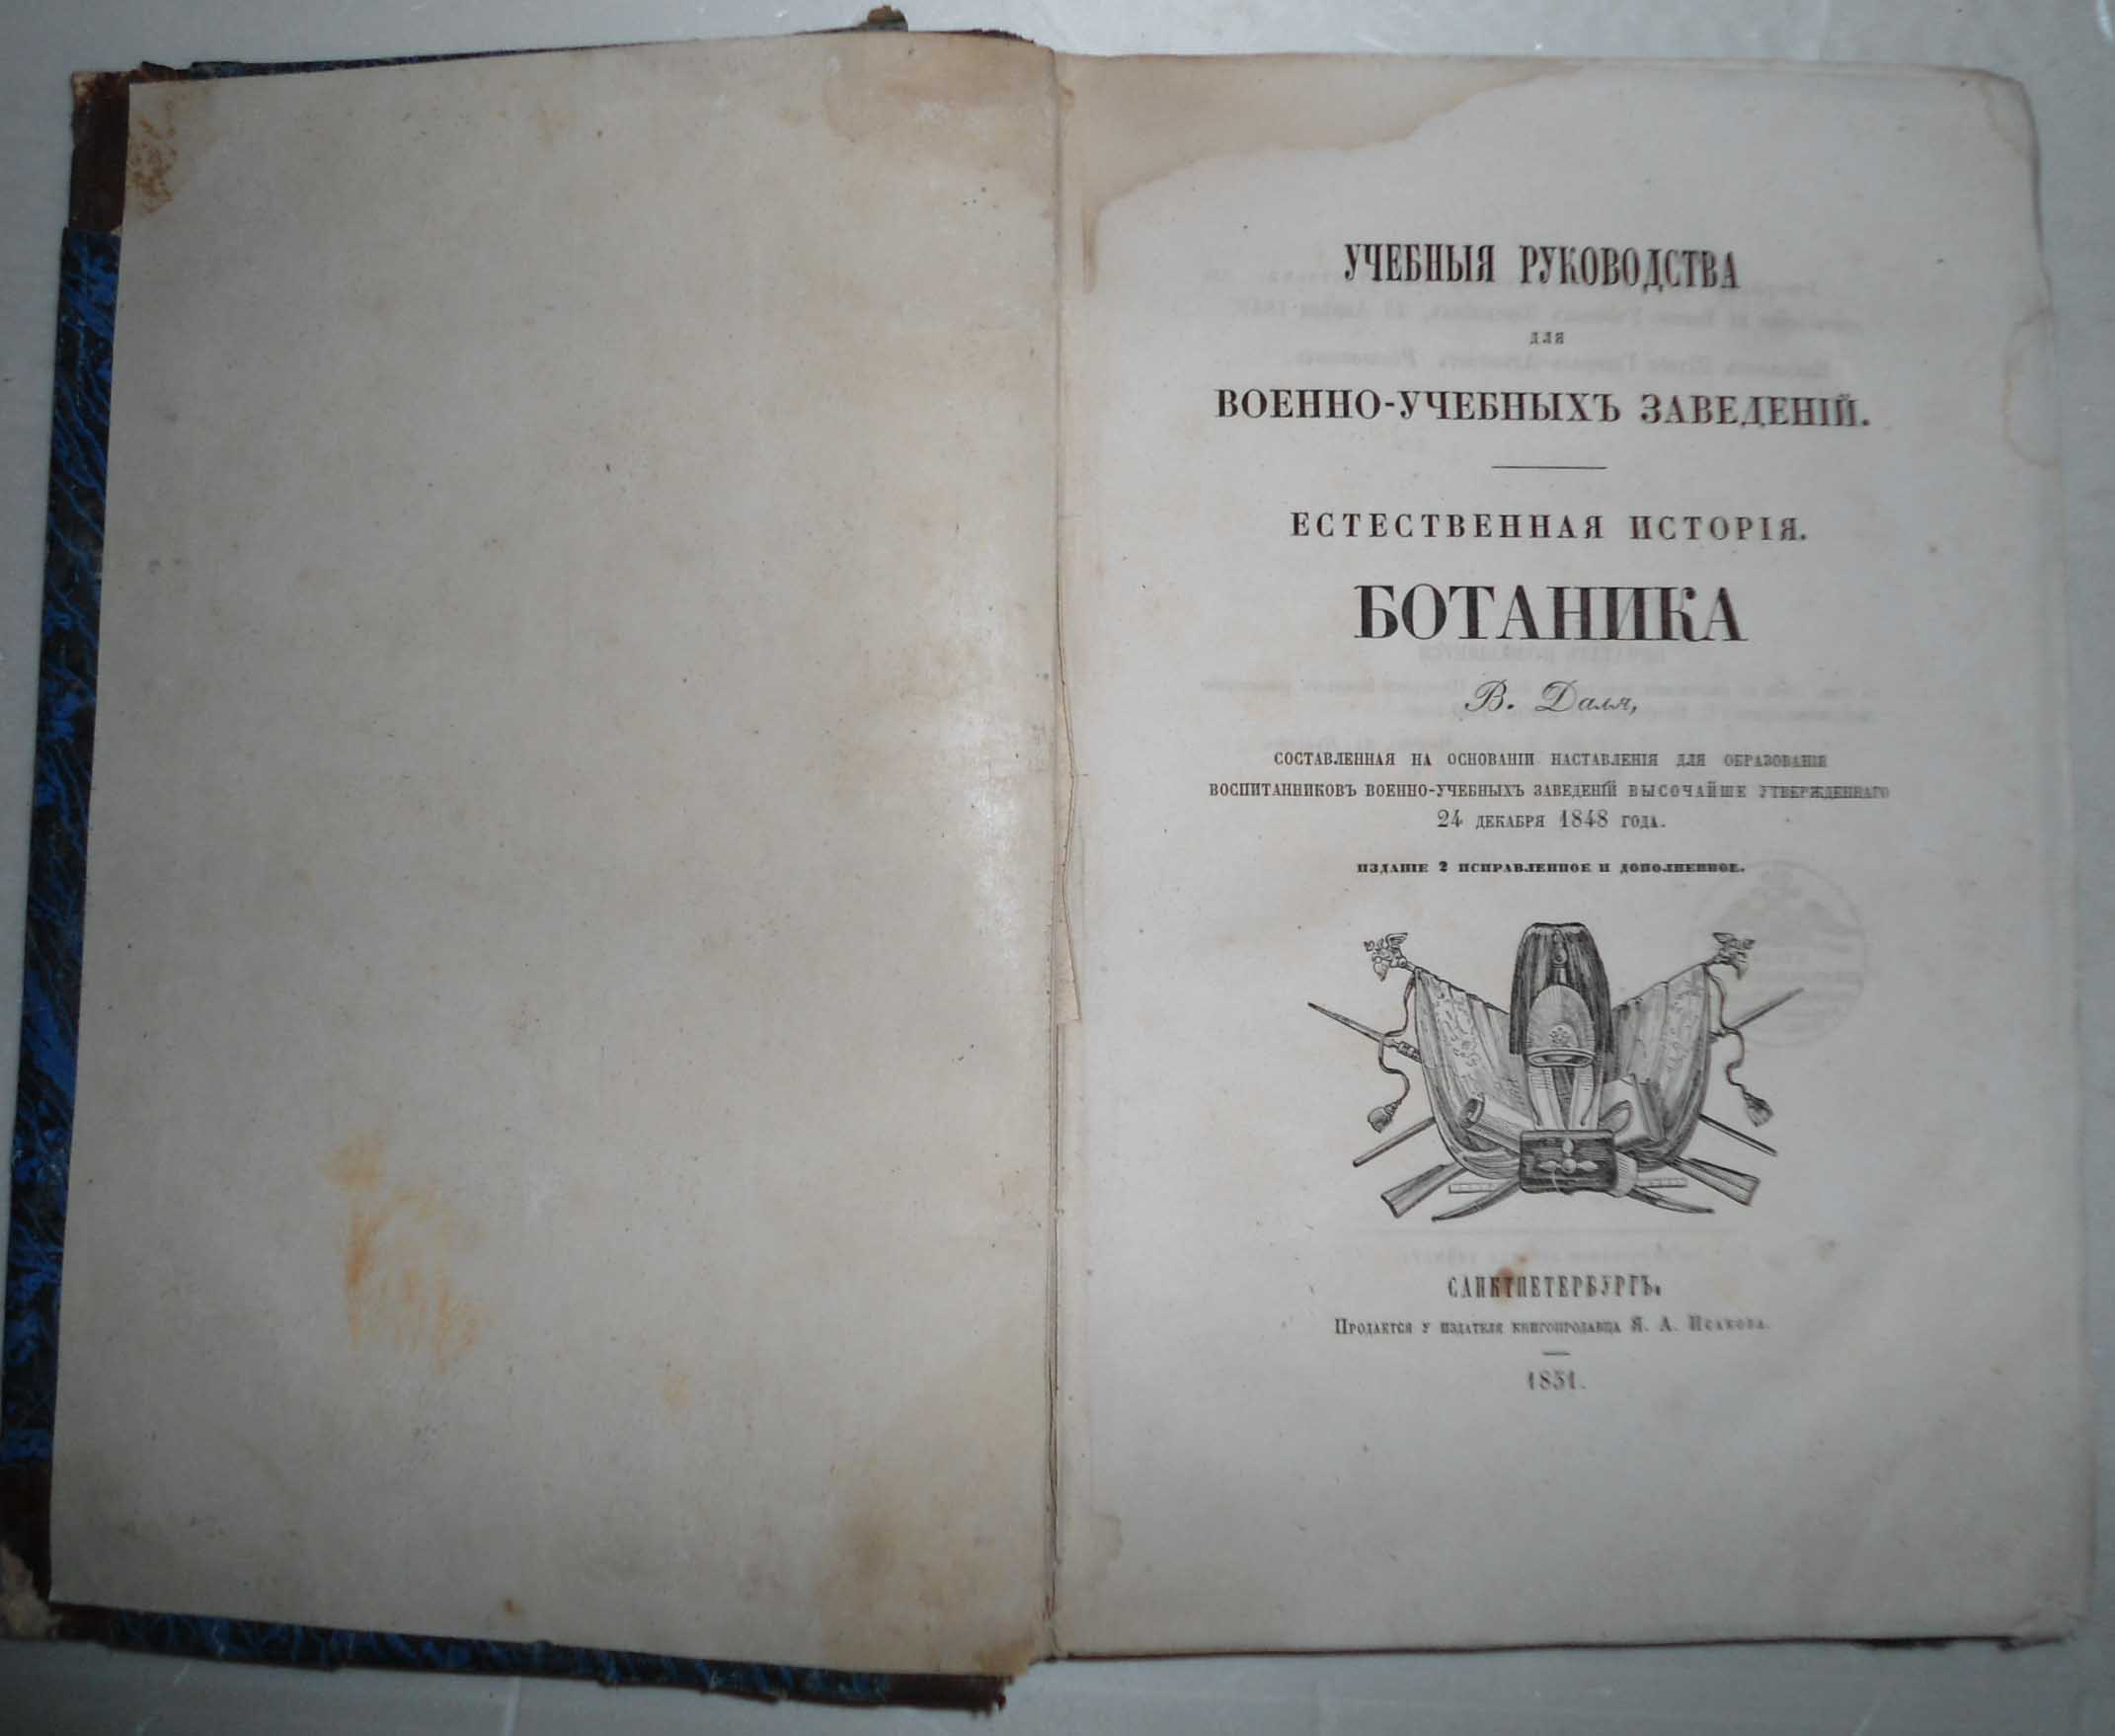 УЧЕБНЫЯ РУКОВОДСТВА
ДЛЯ
ВОЕННО-УЧЕБНЫХЪ ЗАВЕДЕНІЙ.
ЕСТЕСТВЕННАЯ ИСТОРІЯ.
БОТАНИКА
В. Даля,
СОСТАВЛЕННАЯ НА ОСНОВАНІИ НАСТАВЛЕНІЯ ДЛЯ ОБРАЗОВАНІЯ
ВОСПИТАННИКОВЪ ВОЕННО-УЧЕБНЫХЪ ЗАВЕДЕНІЙ ВЫСОЧАЙШЕ УТВЕРЖДЕННАГО
24 ДЕКАБРЯ 1848 ГОДА.
ИЗДАНІЕ 2 ИСПРАВЛЕННОЕ И ДОПОЛНЕННОЕ.
САНКТПЕТЕРБУРГЪ.
ПРОДАЕТСЯ У ИЗДАТЕЛЯ КНИГОПРОДАВЦА Я. А. ИСАКОВА.
1851.